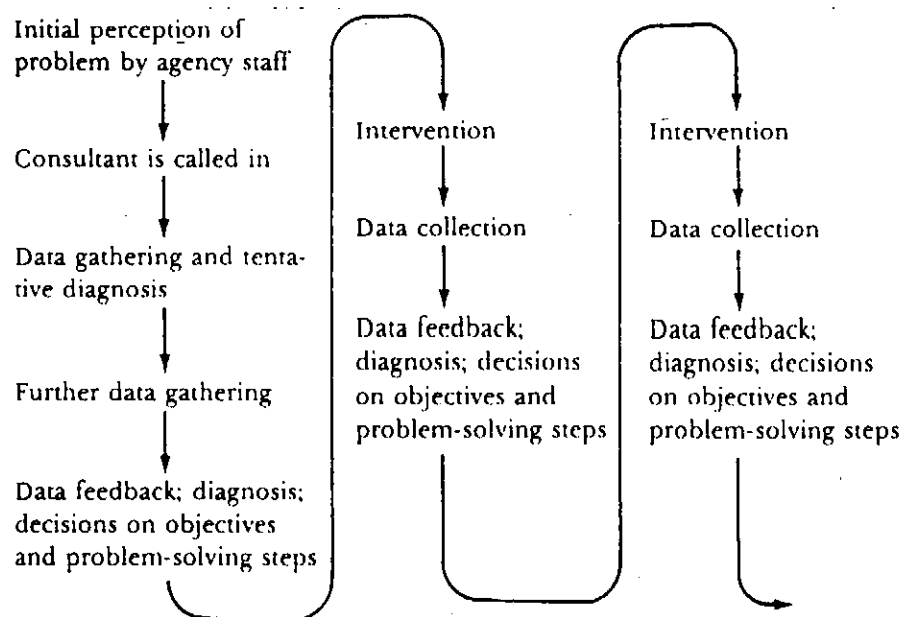 Initial perception of
problem by agency staff
Consultant is called in
Data gathering and tenta-
tive diagnosis
Further data gathering
Data feedback; diagnosis;
decisions on objectives
and problem-solving steps
Intervention
Data collection
Data feedback;
diagnosis; decisions
on objectives and
problem-solving steps
Intervention
Data collection
Data feedback;
diagnosis; decisions
on objectives and
problem-solving steps